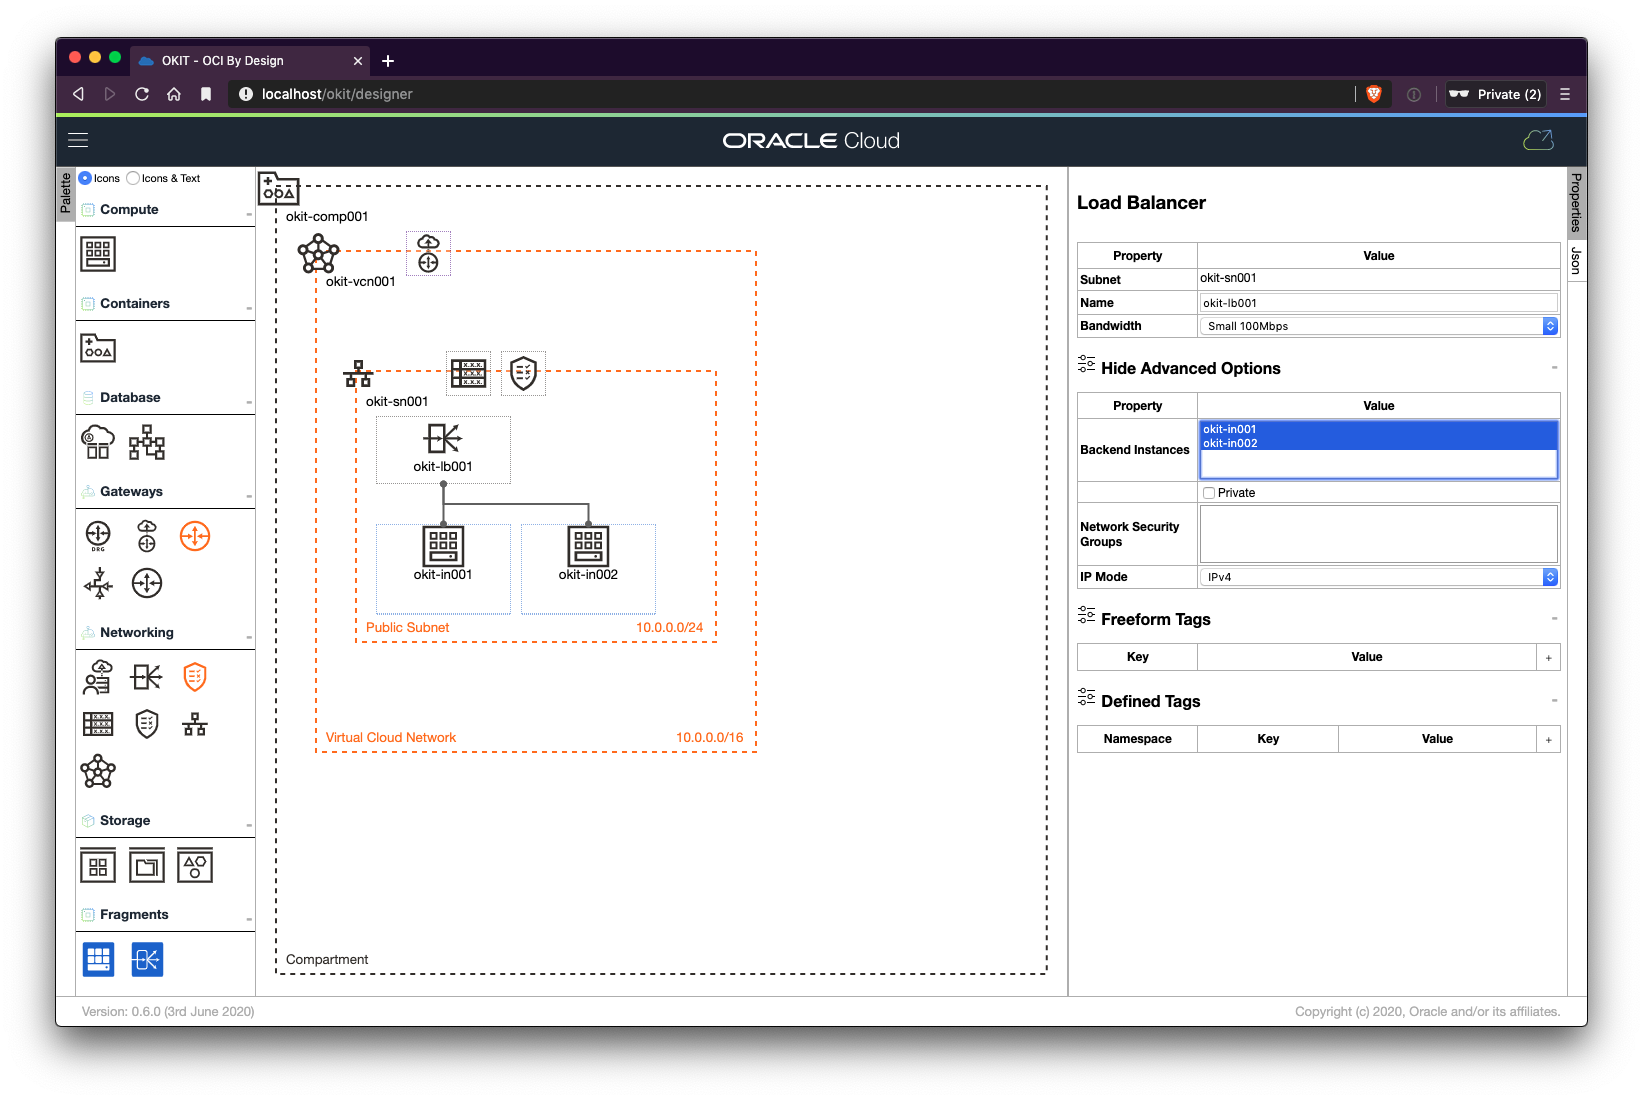 OKIT - OCI By Design
localhost/okit/designer
Private (2)
ORACLE Cloud
Palette
Icons
Icons & Text
Compute
Containers
Database
Gateways
DRG
Networking
X.X.X.
X.X.X.
Storage
Fragments
okit-comp001
okit-vcn001
X.X.X.
X.X.X.
okit-sn001
okit-lb001
okit-in001
okit-in002
Public Subnet
10.0.0.0/24
Virtual Cloud Network
10.0.0.0/16
Compartment
Properties
Json
Load Balancer
Property
Value
Subnet
okit-sn001
Name
okit-lb001
Bandwidth
Small 100Mbps
Hide Advanced Options
Property
Value
Backend Instances
okit-in001
okit-in002
Private
Network Security
Groups
IP Mode
IPv4
Freeform Tags
Key
Value
+
Defined Tags
Namespace
Key
Value
+
Version: 0.6.0 (3rd June 2020)
Copyright (c) 2020, Oracle and/or its affiliates.